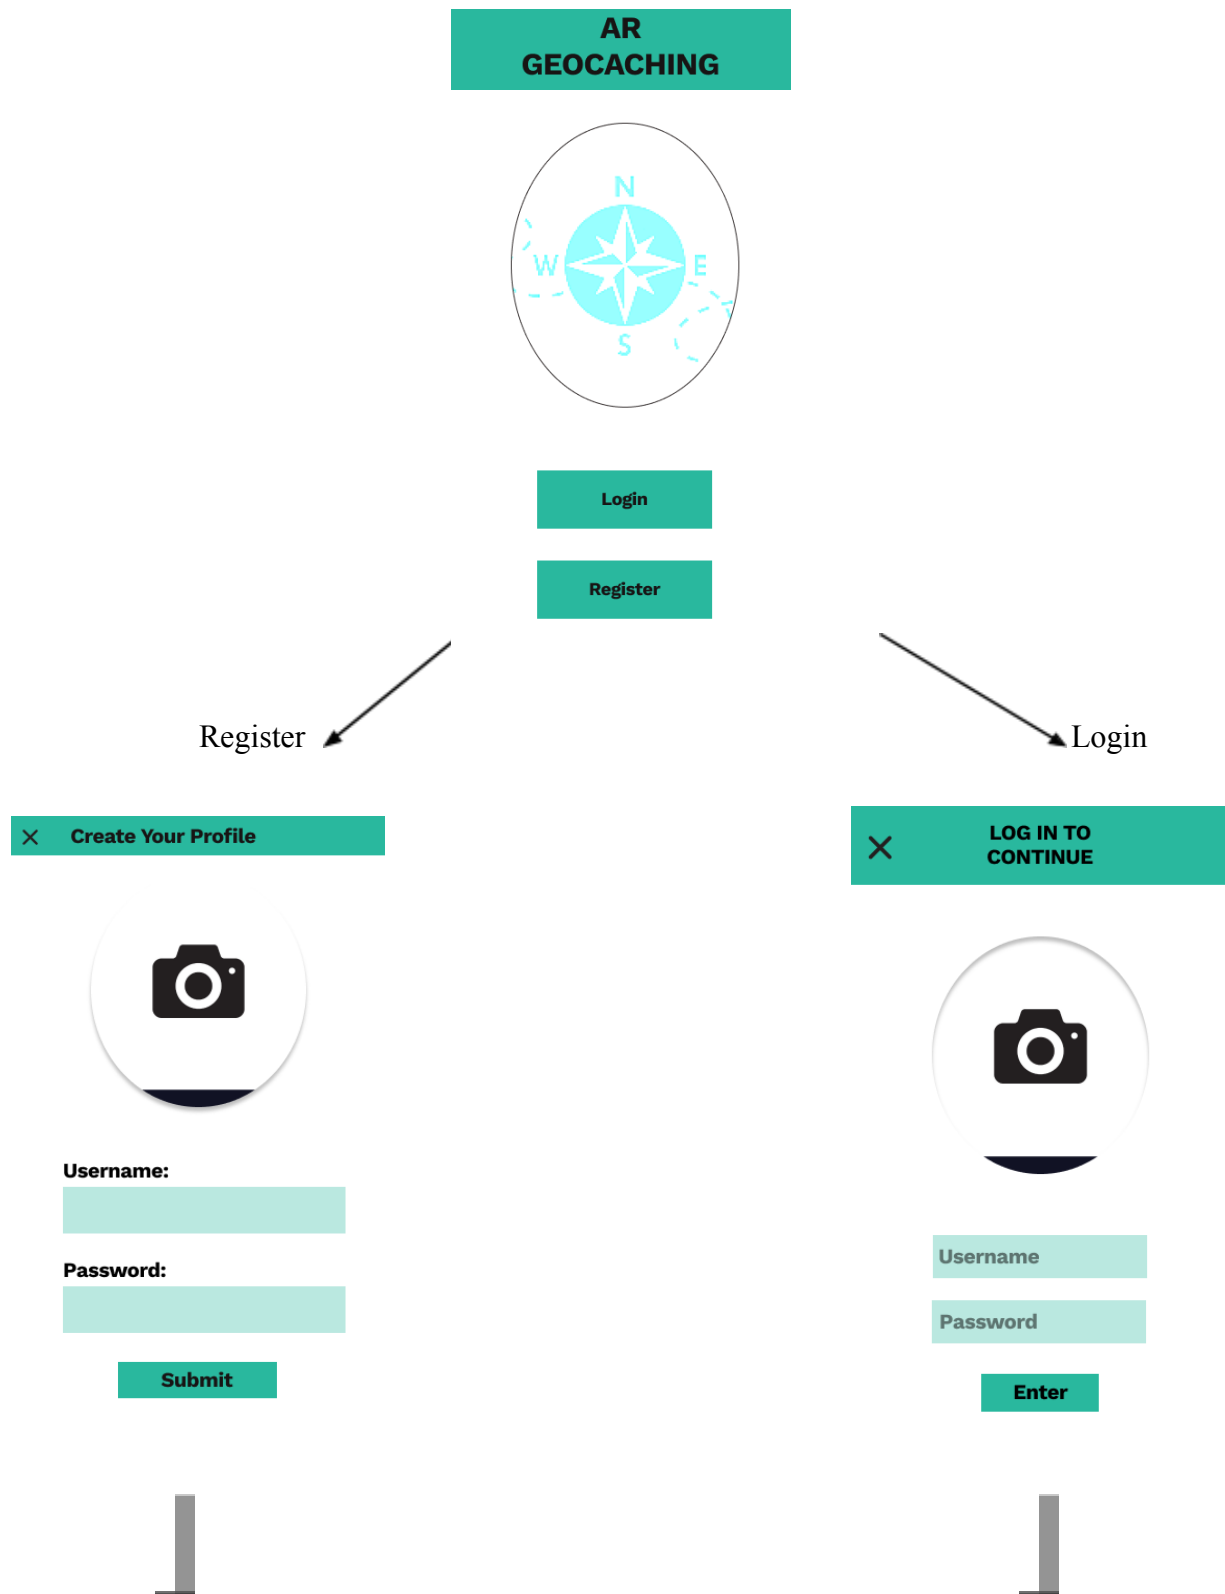 AR
GEOCACHING
N
W E
S
Login
Register
Register
Login
Create Your Profile
LOG IN TO
CONTINUE
Username:
Password:
Submit
Username
Password
Enter